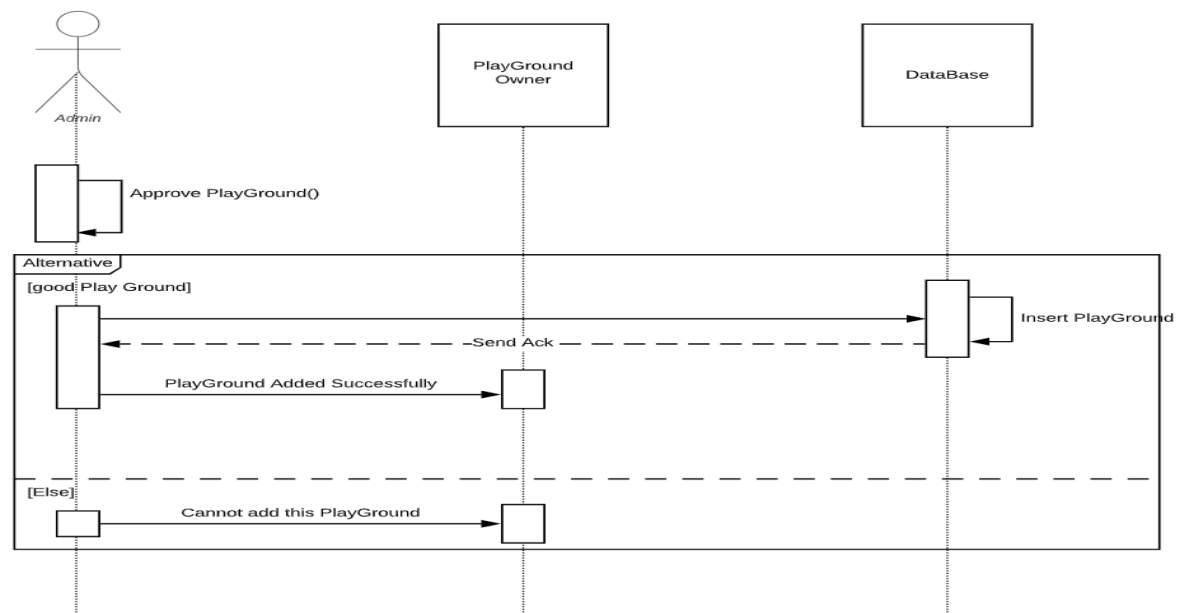 PlayGround
Owner
DataBase
Admin
Approve PlayGround()
Alternative
[good Play Ground]
Insert PlayGround
Send Ack
PlayGround Added Successfully
[Else]
Cannot add this PlayGround